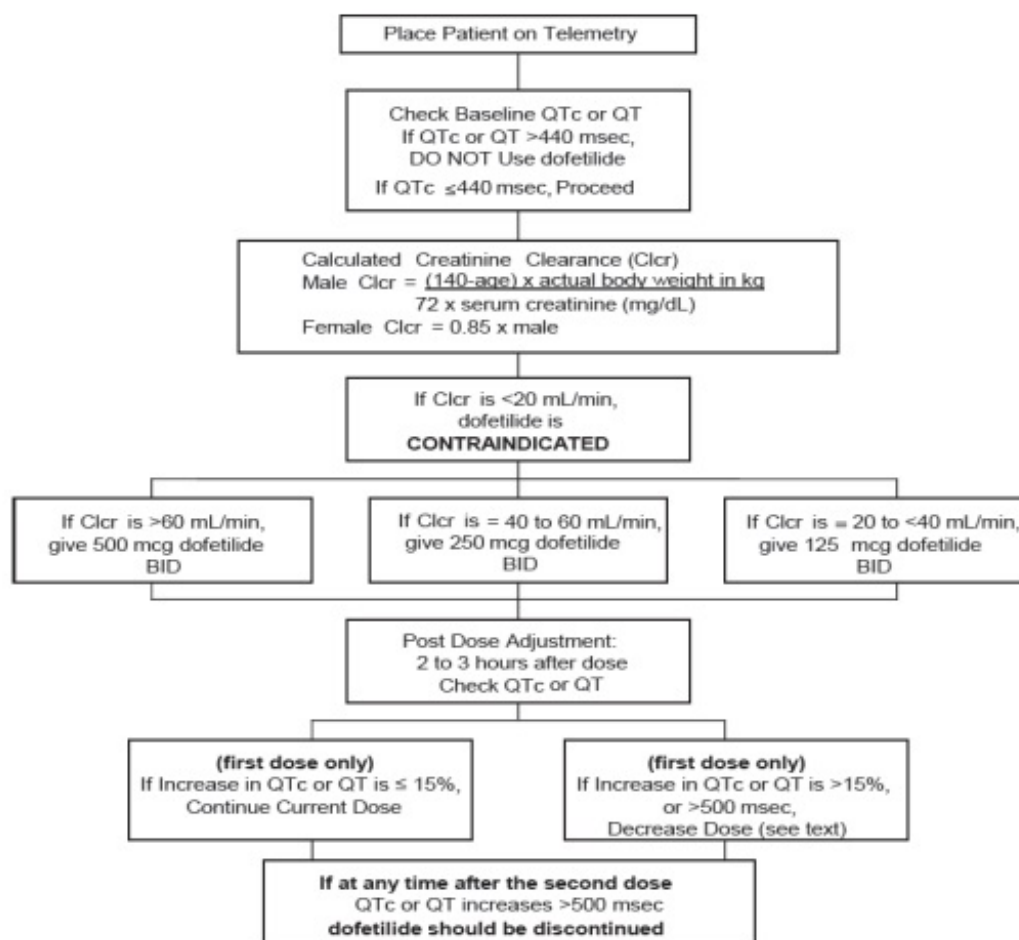 Place Patient on Telemetry
Check Baseline QTc or QT
If QTc or QT >440 msec,
DO NOT Use dofetilide
If QTc ≤440 msec, Proceed
Calculated Creatinine Clearance (Clcr)
Male Clcr = (140-age) x actual body weight in kg
72 x serum creatinine (mg/dL)
Female Clcr = 0.85 x male
If Clcr is <20 mL/min,
dofetilide is
CONTRAINDICATED
If Clcr is >60 mL/min,
give 500 mcg dofetilide
BID
If Clcr is = 40 to 60 mL/min,
give 250 mcg dofetilide
BID
If Clcr is = 20 to <40 mL/min,
give 125 mcg dofetilide
BID
Post Dose Adjustment:
2 to 3 hours after dose
Check QTc or QT
(first dose only)
If Increase in QTc or QT is ≤ 15%,
Continue Current Dose
(first dose only)
If Increase in QTc or QT is >15%,
or >500 msec,
Decrease Dose (see text)
If at any time after the second dose
QTc or QT increases >500 msec
dofetilide should be discontinued